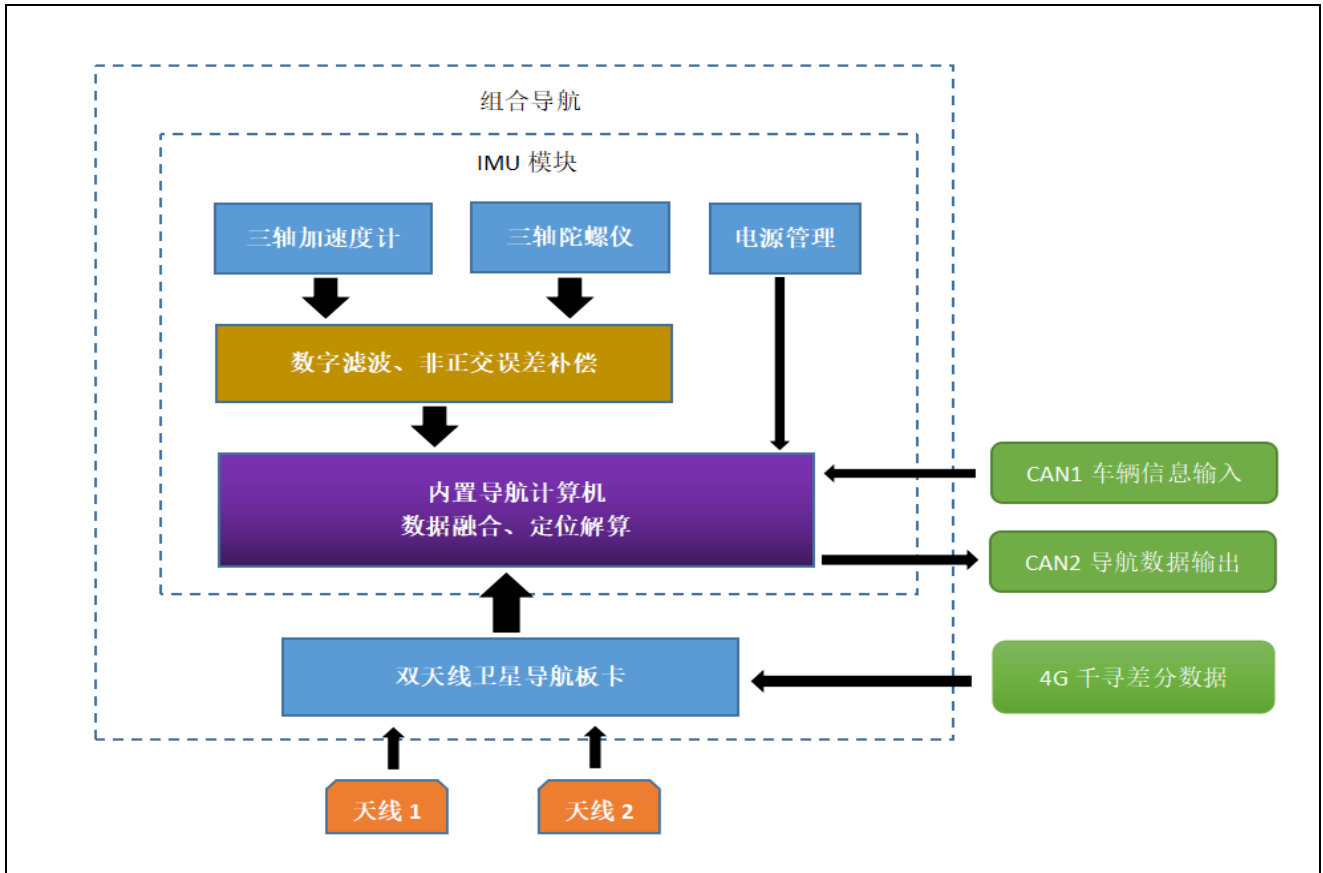 组合导航
IMU 模块
三轴加速度计
三轴陀螺仪
电源管理
数字滤波、非正交误差补偿
内置导航计算机
数据融合、定位解算
CAN1 车辆信息输入
CAN2 导航数据输出
双天线卫星导航板卡
4G 千寻差分数据
天线 1
天线 2